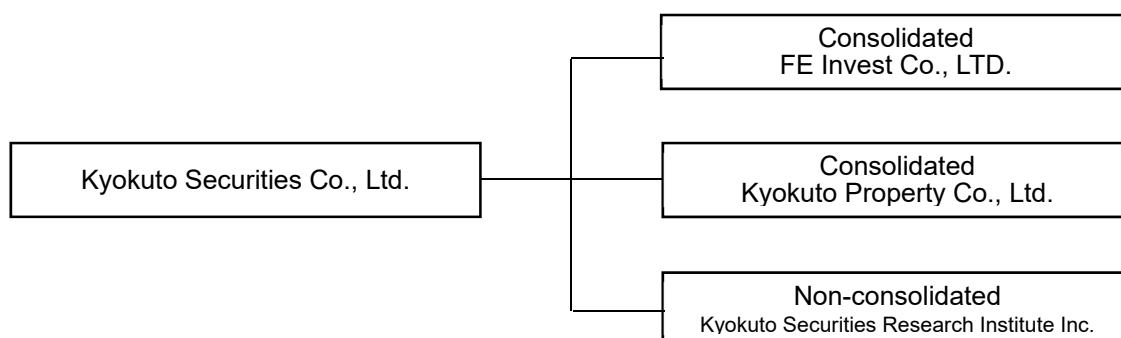 Consolidated
FE Invest Co., LTD.
Kyokuto Securities Co., Ltd.
Consolidated
Kyokuto Property Co., Ltd.
Non-consolidated
Kyokuto Securities Research Institute Inc.